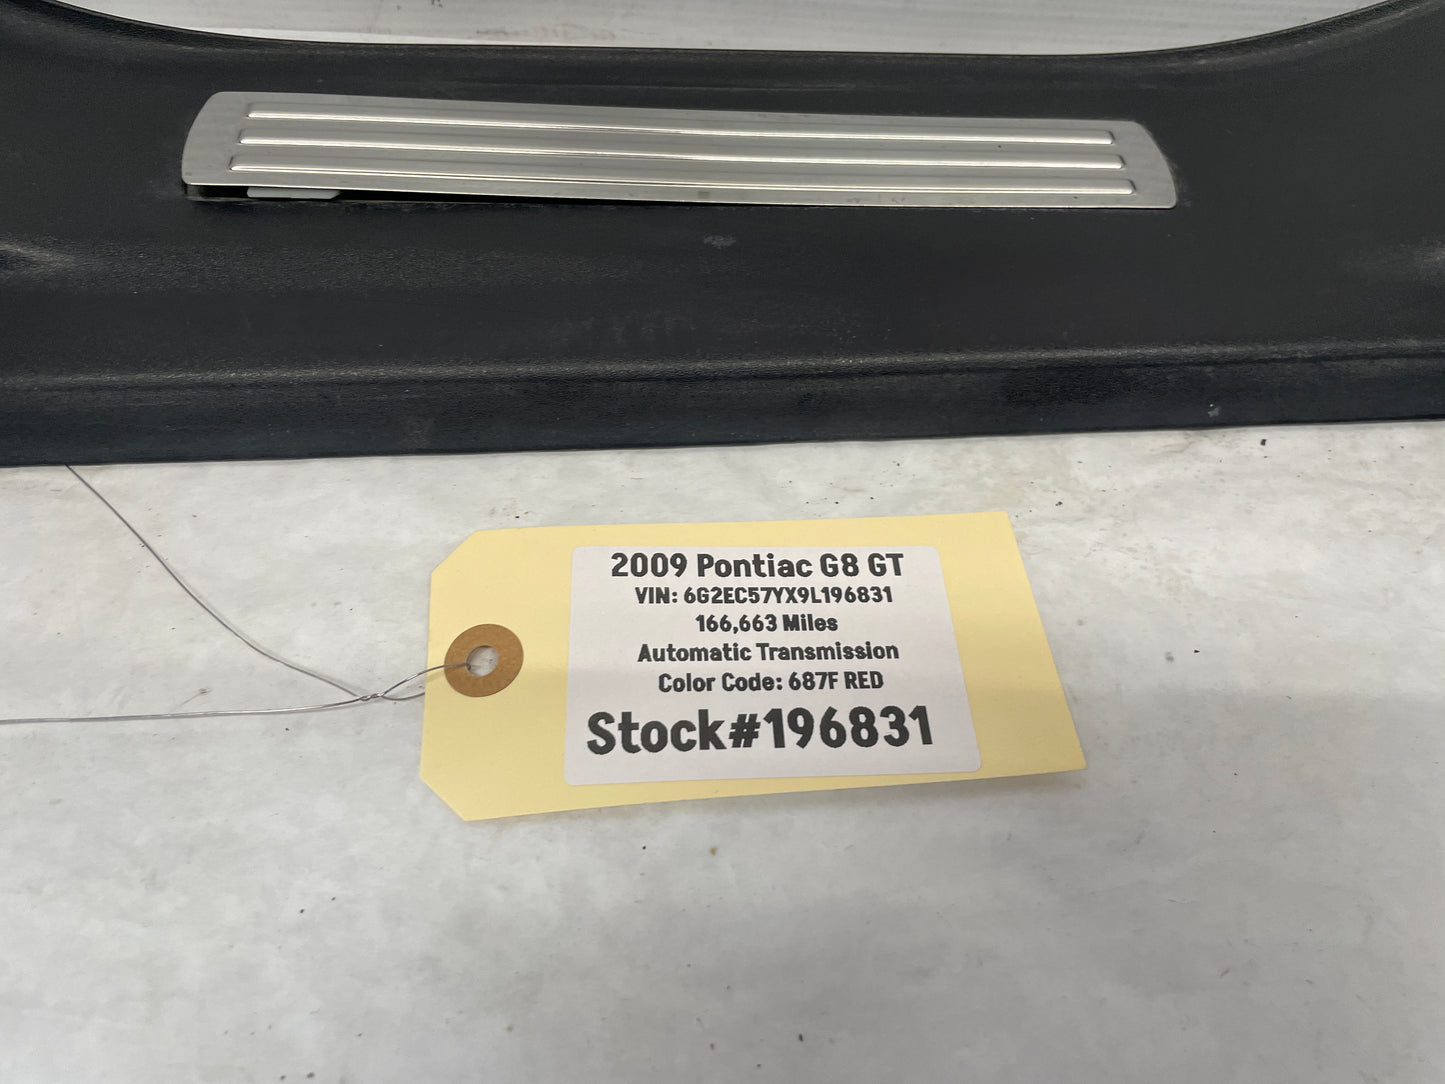 2009 Pontiac G8 GT
VIN: 6G2EC57YX9L196831
166,663 Miles
Automatic Transmission
Color Code: 687F RED
Stock#196831